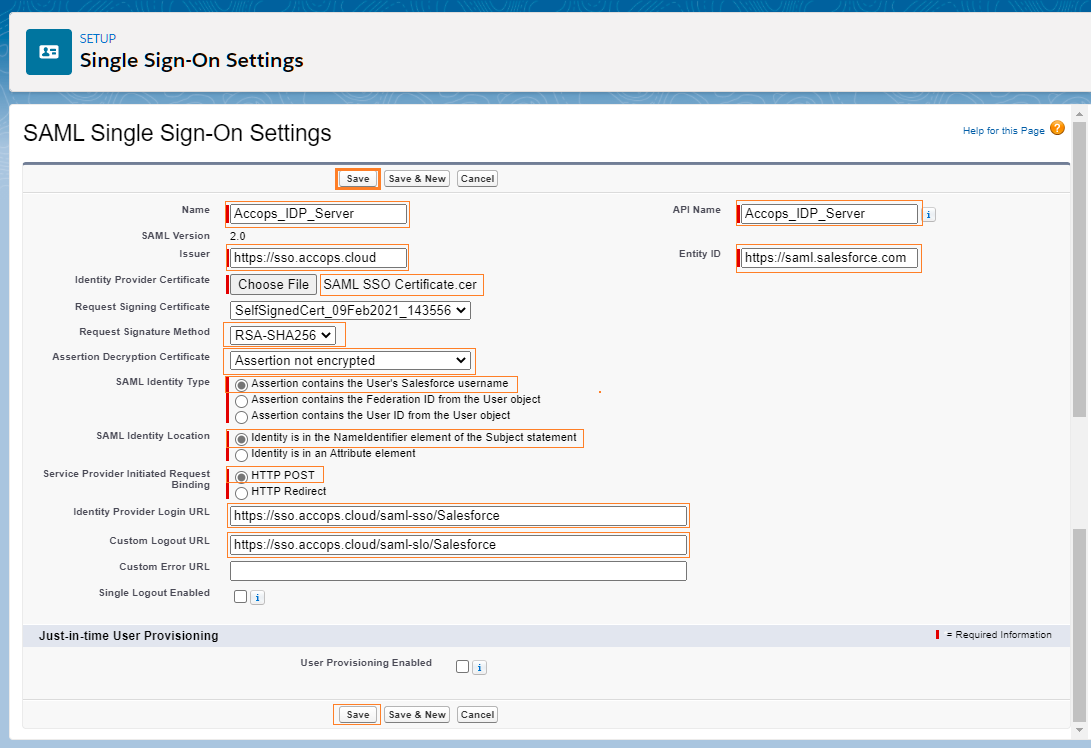 SETUP
Single Sign-On Settings
SAML Single Sign-On Settings
Help for this Page ?
Save Save & New Cancel
Name Accops_IDP_Server API Name Accops_IDP_Server i
SAML Version 2.0
Issuer https://sso.accops.cloud Entity ID https://saml.salesforce.com
Identity Provider Certificate Choose File SAML SSO Certificate.cer
Request Signing Certificate SelfSignedCert_09Feb2021_143556
Request Signature Method RSA-SHA256
Assertion Decryption Certificate Assertion not encrypted
SAML Identity Type Assertion contains the User's Salesforce username
Assertion contains the Federation ID from the User object
Assertion contains the User ID from the User object
SAML Identity Location Identity is in the NameIdentifier element of the Subject statement
Identity is in an Attribute element
Service Provider Initiated Request HTTP POST
Binding HTTP Redirect
Identity Provider Login URL https://sso.accops.cloud/saml-sso/Salesforce
Custom Logout URL https://sso.accops.cloud/saml-slo/Salesforce
Custom Error URL
Single Logout Enabled i
Just-in-time User Provisioning = Required Information
User Provisioning Enabled i
Save Save & New Cancel